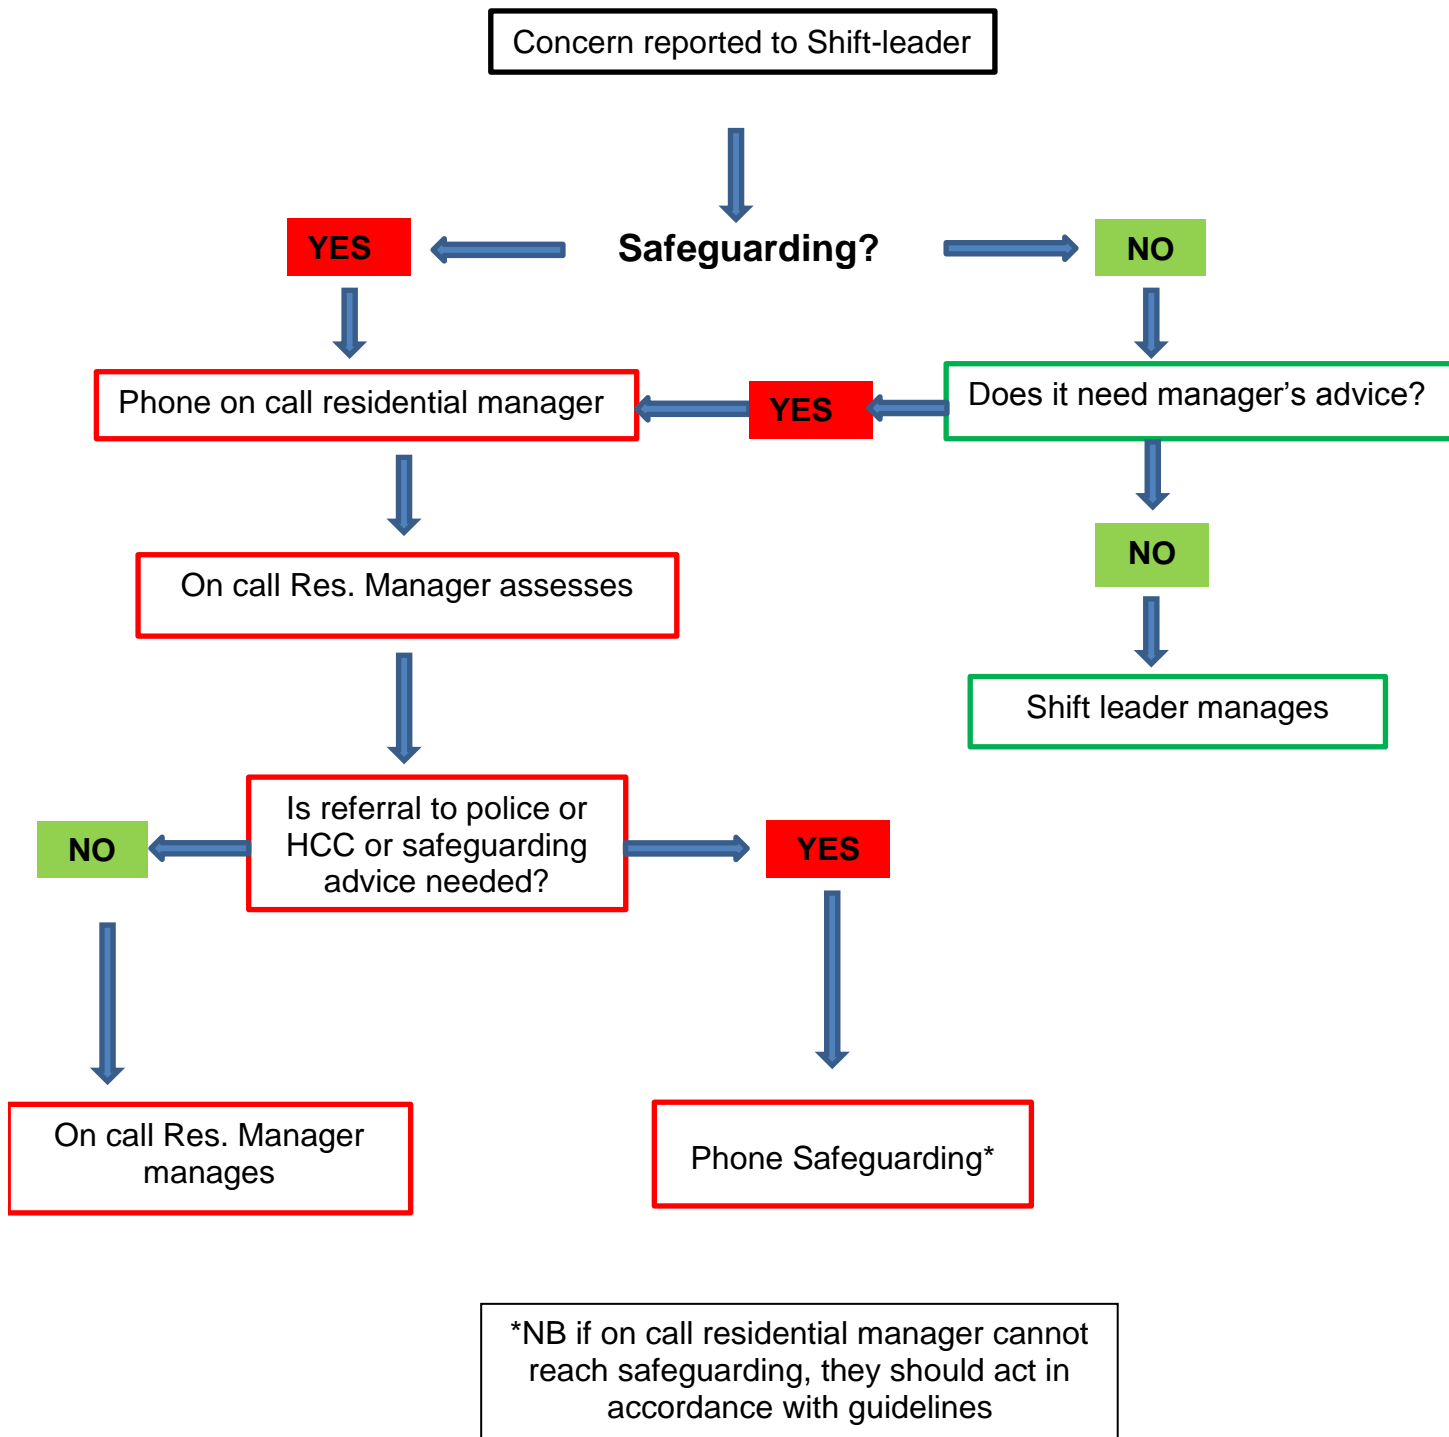 Concern reported to Shift-leader
YES
Safeguarding?
NO
Phone on call residential manager
YES
Does it need manager’s advice?
On call Res. Manager assesses
NO
Shift leader manages
Is referral to police or
HCC or safeguarding
advice needed?
NO
YES
On call Res. Manager
manages
Phone Safeguarding*
*NB if on call residential manager cannot
reach safeguarding, they should act in
accordance with guidelines